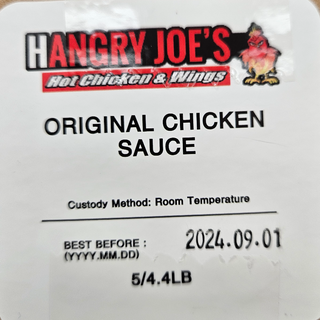 HANGRY JOE'S
Hot Chicken & Wings
ORIGINAL CHICKEN
SAUCE
Custody Method: Room Temperature
BEST BEFORE : 2024.09.01
(YYYY.MM.DD)
5/4.4LB